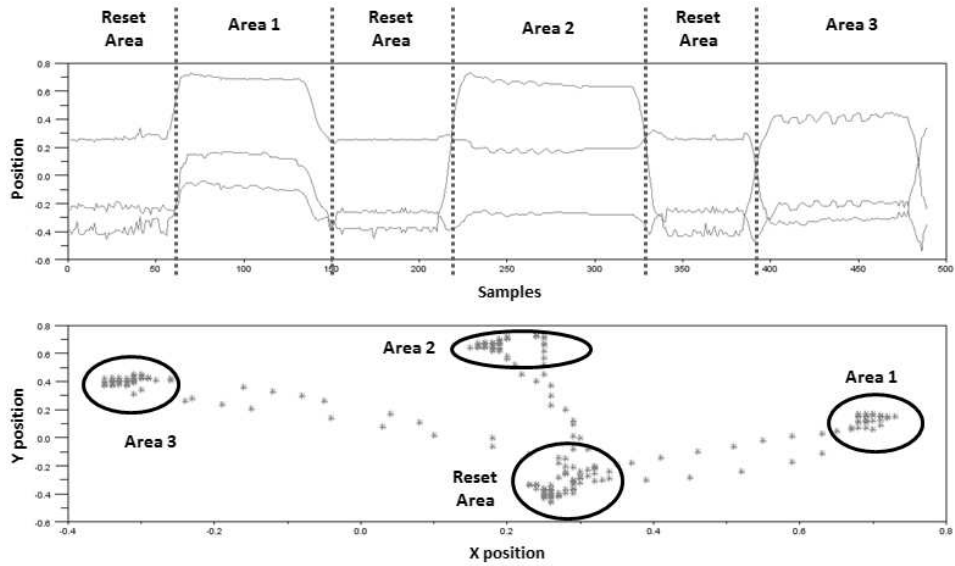 Reset Area
Area 1
Reset Area
Area 2
Reset Area
Area 3
Position
0.8
0.6
0.4
0.2
0.0
-0.2
-0.4
-0.6
0 50 100 150 200 250 300 350 400 450 500
Samples
Y position
0.8
0.6
0.4
0.2
0.0
-0.2
-0.4
-0.6
Area 2
Area 1
Area 3
Reset
Area
-0.4 -0.2 0.0 0.2 0.4 0.6 0.8
X position